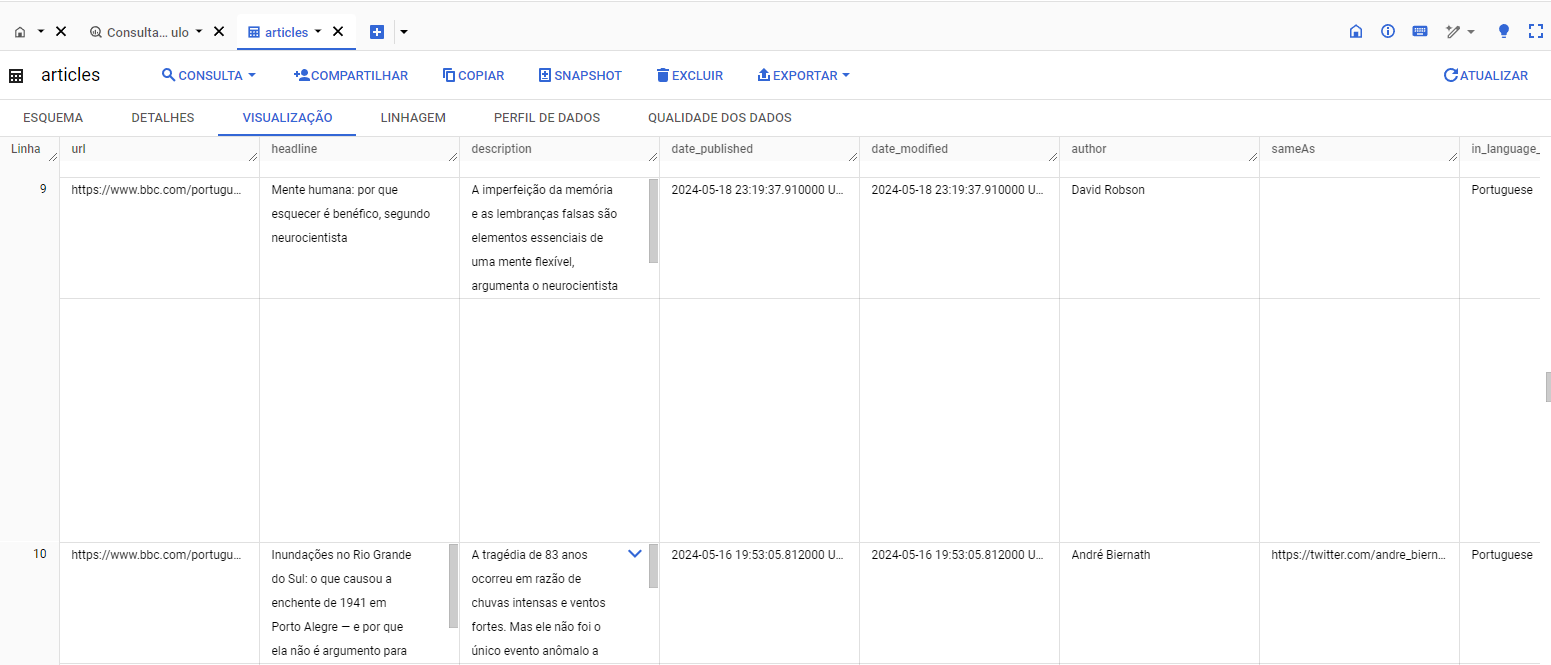 Consulta... ulo articles
articles CONSULTA COMPARTILHAR COPIAR SNAPSHOT EXCLUIR EXPORTAR ATUALIZAR
ESQUEMA DETALHES VISUALIZAÇÃO LINHAGEM PERFIL DE DADOS QUALIDADE DOS DADOS
Linha url headline description date_published date_modified author sameAs in_language_
9 https://www.bbc.com/portugu... Mente humana: por que A imperfeição da memória 2024-05-18 23:19:37.910000 U... 2024-05-18 23:19:37.910000 U... David Robson Portuguese
esquecer é benéfico, segundo e as lembranças falsas são
neurocientista elementos essenciais de
uma mente flexível,
argumenta o neurocientista
10 https://www.bbc.com/portugu... Inundações no Rio Grande A tragédia de 83 anos 2024-05-16 19:53:05.812000 U... 2024-05-16 19:53:05.812000 U... André Biernath https://twitter.com/andre_biern... Portuguese
do Sul: o que causou a ocorreu em razão de
enchente de 1941 em chuvas intensas e ventos
Porto Alegre — e por que fortes. Mas ele não foi o
ela não é argumento para único evento anômalo a